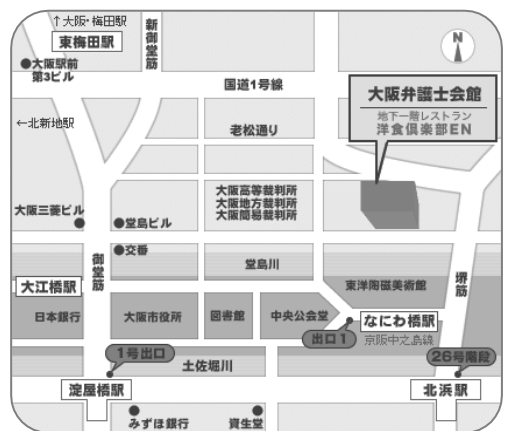 ↑大阪・梅田駅
東梅田駅
新御堂筋
N
●大阪駅前
第3ビル
国道1号線
大阪弁護士会館
地下一階レストラン
洋食倶楽部EN
←北新地駅
老松通り
大阪高等裁判所
大阪地方裁判所
大阪簡易裁判所
大阪三菱ビル
●堂島ビル
●交番
御堂筋
堂島川
堺筋
大江橋駅
東洋陶磁美術館
日本銀行
大阪市役所
図書館
中央公会堂
なにわ橋駅
出口1
京阪中之島線
1号出口
土佐堀川
26号階段
淀屋橋駅
北浜駅
みずほ銀行
資生堂